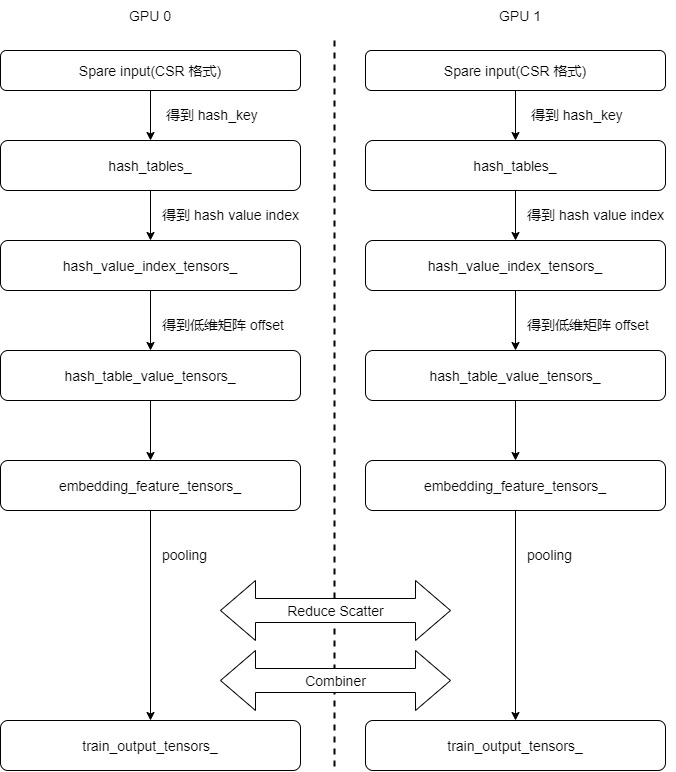 GPU 0
GPU 1
Spare input(CSR 格式)
Spare input(CSR 格式)
得到 hash_key
得到 hash_key
hash_tables_
hash_tables_
得到 hash value index
得到 hash value index
hash_value_index_tensors_
hash_value_index_tensors_
得到低维矩阵 offset
得到低维矩阵 offset
hash_table_value_tensors_
hash_table_value_tensors_
embedding_feature_tensors_
embedding_feature_tensors_
pooling
pooling
Reduce Scatter
Combiner
train_output_tensors_
train_output_tensors_